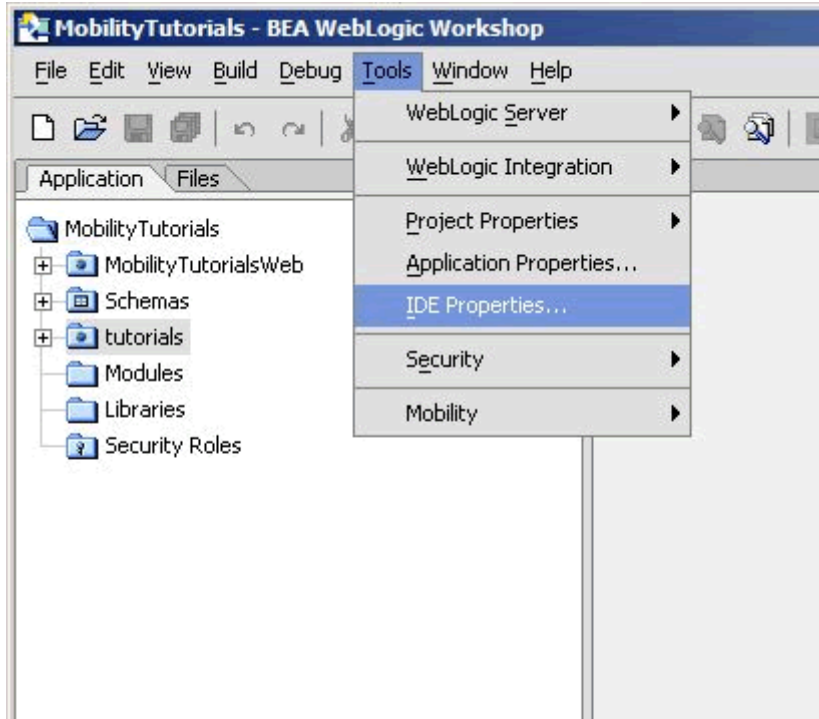 MobilityTutorials - BEA WebLogic Workshop
File Edit View Build Debug Tools Window Help
WebLogic Server
WebLogic Integration
Project Properties
Application Properties...
IDE Properties...
Security
Mobility
Application Files
MobilityTutorials
MobilityTutorialsWeb
Schemas
tutorials
Modules
Libraries
Security Roles